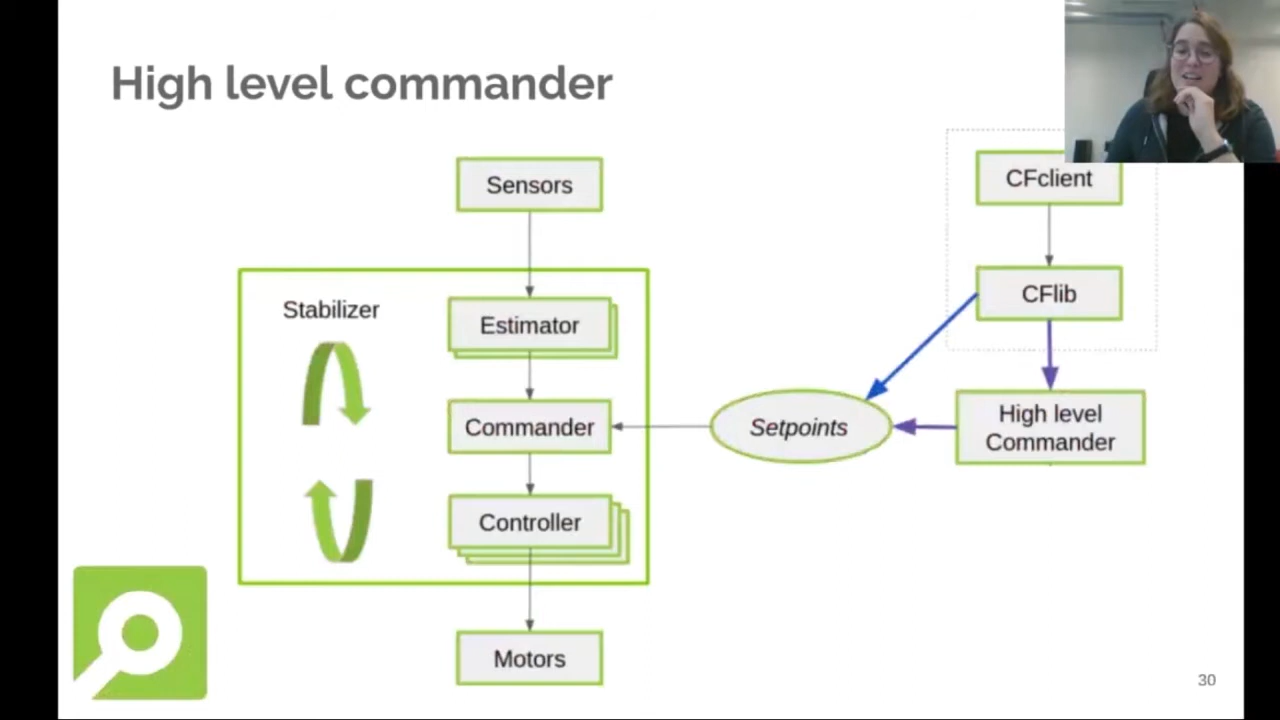 High level commander
Sensors
CFclient
Stabilizer
Estimator
CFlib
Commander
Setpoints
High level
Commander
Controller
Motors
30